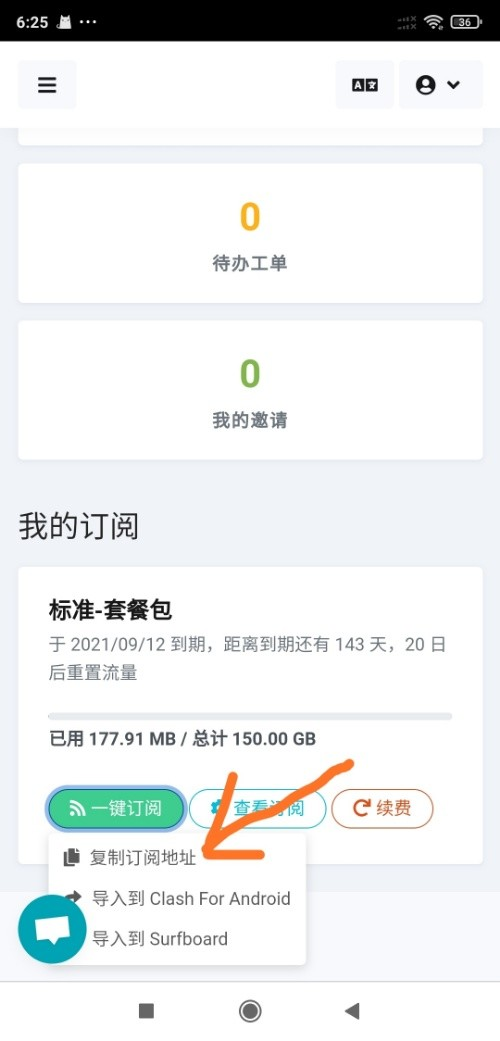 6:25
36
0
待办工单
0
我的邀请
我的订阅
标准-套餐包
于 2021/09/12 到期，距离到期还有 143 天，20 日
后重置流量
已用 177.91 MB / 总计 150.00 GB
一键订阅 查看订阅 续费
复制订阅地址
导入到 Clash For Android
导入到 Surfboard